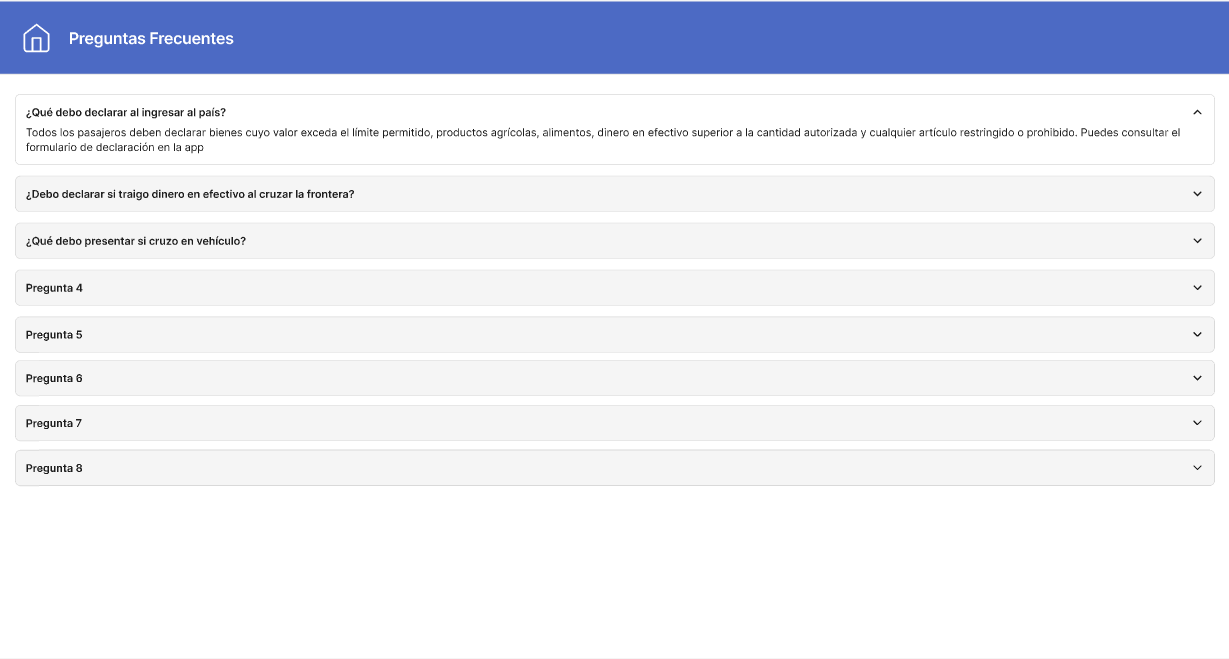 Preguntas Frecuentes
¿Qué debo declarar al ingresar al país?
Todos los pasajeros deben declarar bienes cuyo valor exceda el límite permitido, productos agrícolas, alimentos, dinero en efectivo superior a la cantidad autorizada y cualquier artículo restringido o prohibido. Puedes consultar el
formulario de declaración en la app
¿Debo declarar si traigo dinero en efectivo al cruzar la frontera?
¿Qué debo presentar si cruzo en vehículo?
Pregunta 4
Pregunta 5
Pregunta 6
Pregunta 7
Pregunta 8